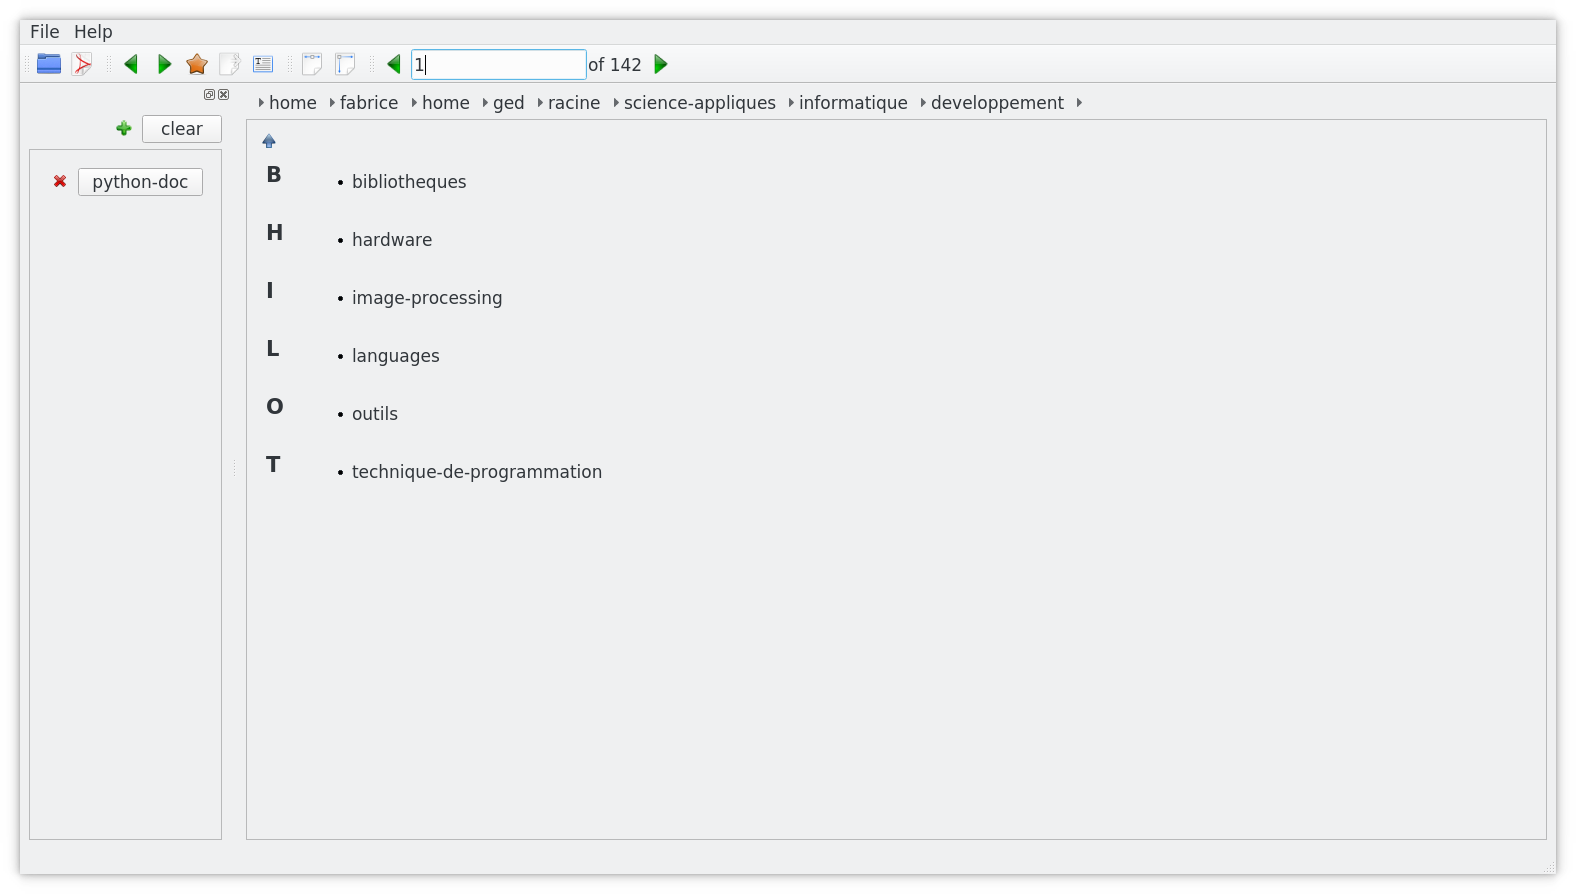 File Help
1 of 142
home fabrice home ged racine science-appliques informatique developpement
clear
python-doc
B • bibliotheques
H • hardware
I • image-processing
L • languages
O • outils
T • technique-de-programmation